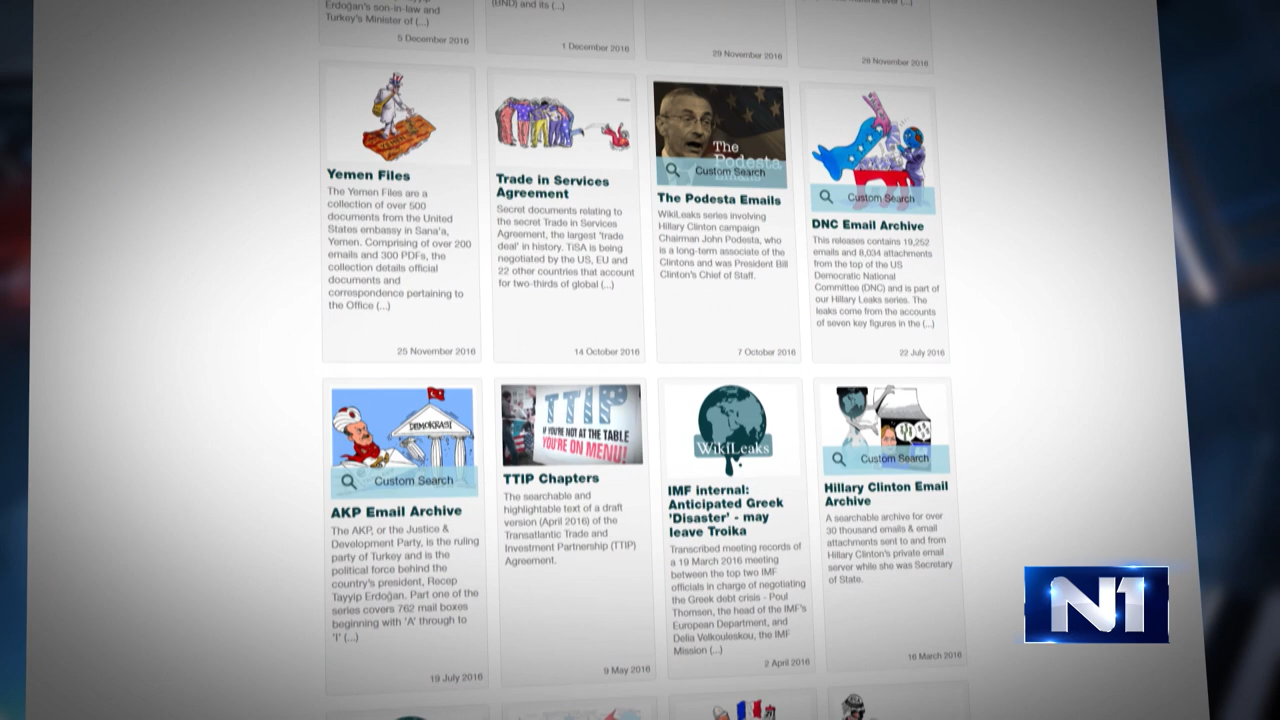 Erdoğan's son-in-law and
Turkey's Minister of (...)
5 December 2016
(BND) and its (...)
1 December 2016
29 November 2016
28 November 2016
Yemen Files
The Yemen Files are a
collection of over 500
documents from the United
States embassy in Sana'a,
Yemen. Comprising of over 200
emails and 300 PDFs, the
collection details official
documents and
correspondence pertaining to
the Office (...)
25 November 2016
Trade in Services
Agreement
Secret documents relating to
the secret Trade in Services
Agreement, the largest 'trade
deal' in history. TiSA is being
negotiated by the US, EU and
22 other countries that account
for two-thirds of global (...)
14 October 2016
The
Podesta
Custom Search
The Podesta Emails
WikiLeaks series involving
Hillary Clinton campaign
Chairman John Podesta, who
is a long-term associate of the
Clintons and was President Bill
Clinton's Chief of Staff.
7 October 2016
Custom Search
DNC Email Archive
This releases contains 19,252
emails and 8,034 attachments
from the top of the US
Democratic National
Committee (DNC) and is part of
our Hillary Leaks series. The
leaks come from the accounts
of seven key figures in the (...)
22 July 2016
DEMOKRASI
Custom Search
AKP Email Archive
The AKP, or the Justice &
Development Party, is the ruling
party of Turkey and is the
political force behind the
country's president, Recep
Tayyip Erdoğan. Part one of the
series covers 762 mail boxes
beginning with 'A' through to
'I' (...)
19 July 2016
TTIP
IF YOU'RE NOT AT THE TABLE
YOU'RE ON MENU!
TTIP Chapters
The searchable and
highlightable text of a draft
version (April 2016) of the
Transatlantic Trade and
Investment Partnership (TTIP)
Agreement.
9 May 2016
WikiLeaks
IMF internal:
Anticipated Greek
'Disaster' - may
leave Troika
Transcribed meeting records of
a 19 March 2016 meeting
between the top two IMF
officials in charge of negotiating
the Greek debt crisis - Poul
Thomsen, the head of the IMF's
European Department, and
Delia Velkouleskou, the IMF
Mission (...)
2 April 2016
Custom Search
Hillary Clinton Email
Archive
A searchable archive for over
30 thousand emails & email
attachments sent to and from
Hillary Clinton's private email
server while she was Secretary
of State.
16 March 2016
N1